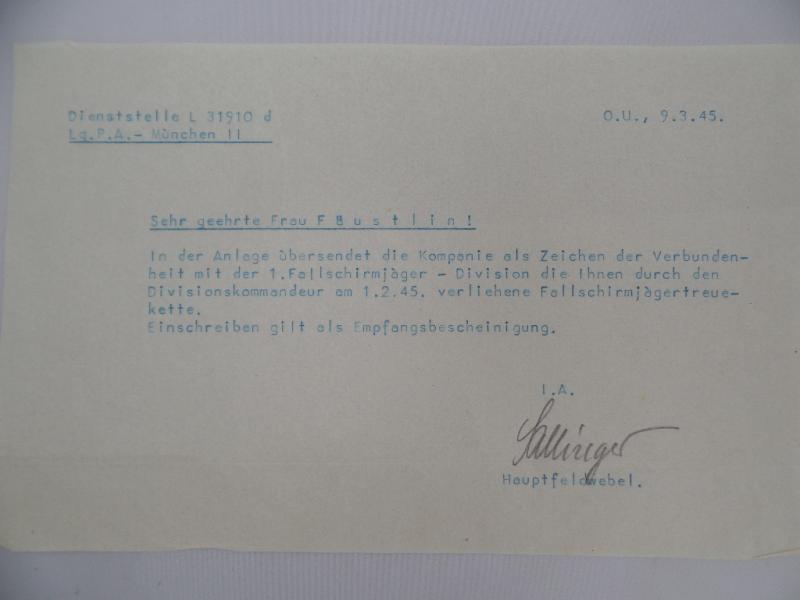 Dienststelle L 31910 d
O.U., 9.3.45.
Lg.P.A.- München II
Sehr geehrte Frau F ä u s t l i n !
In der Anlage übersendet die Kompanie als Zeichen der Verbunden-
heit mit der 1.Fallschirmjäger - Division die Ihnen durch den
Divisionskommandeur am 1.2.45. verliehene Fallschirmjägertreue-
kette.
Einschreiben gilt als Empfangsbescheinigung.
I.A.
Sallinger
Hauptfeldwebel.